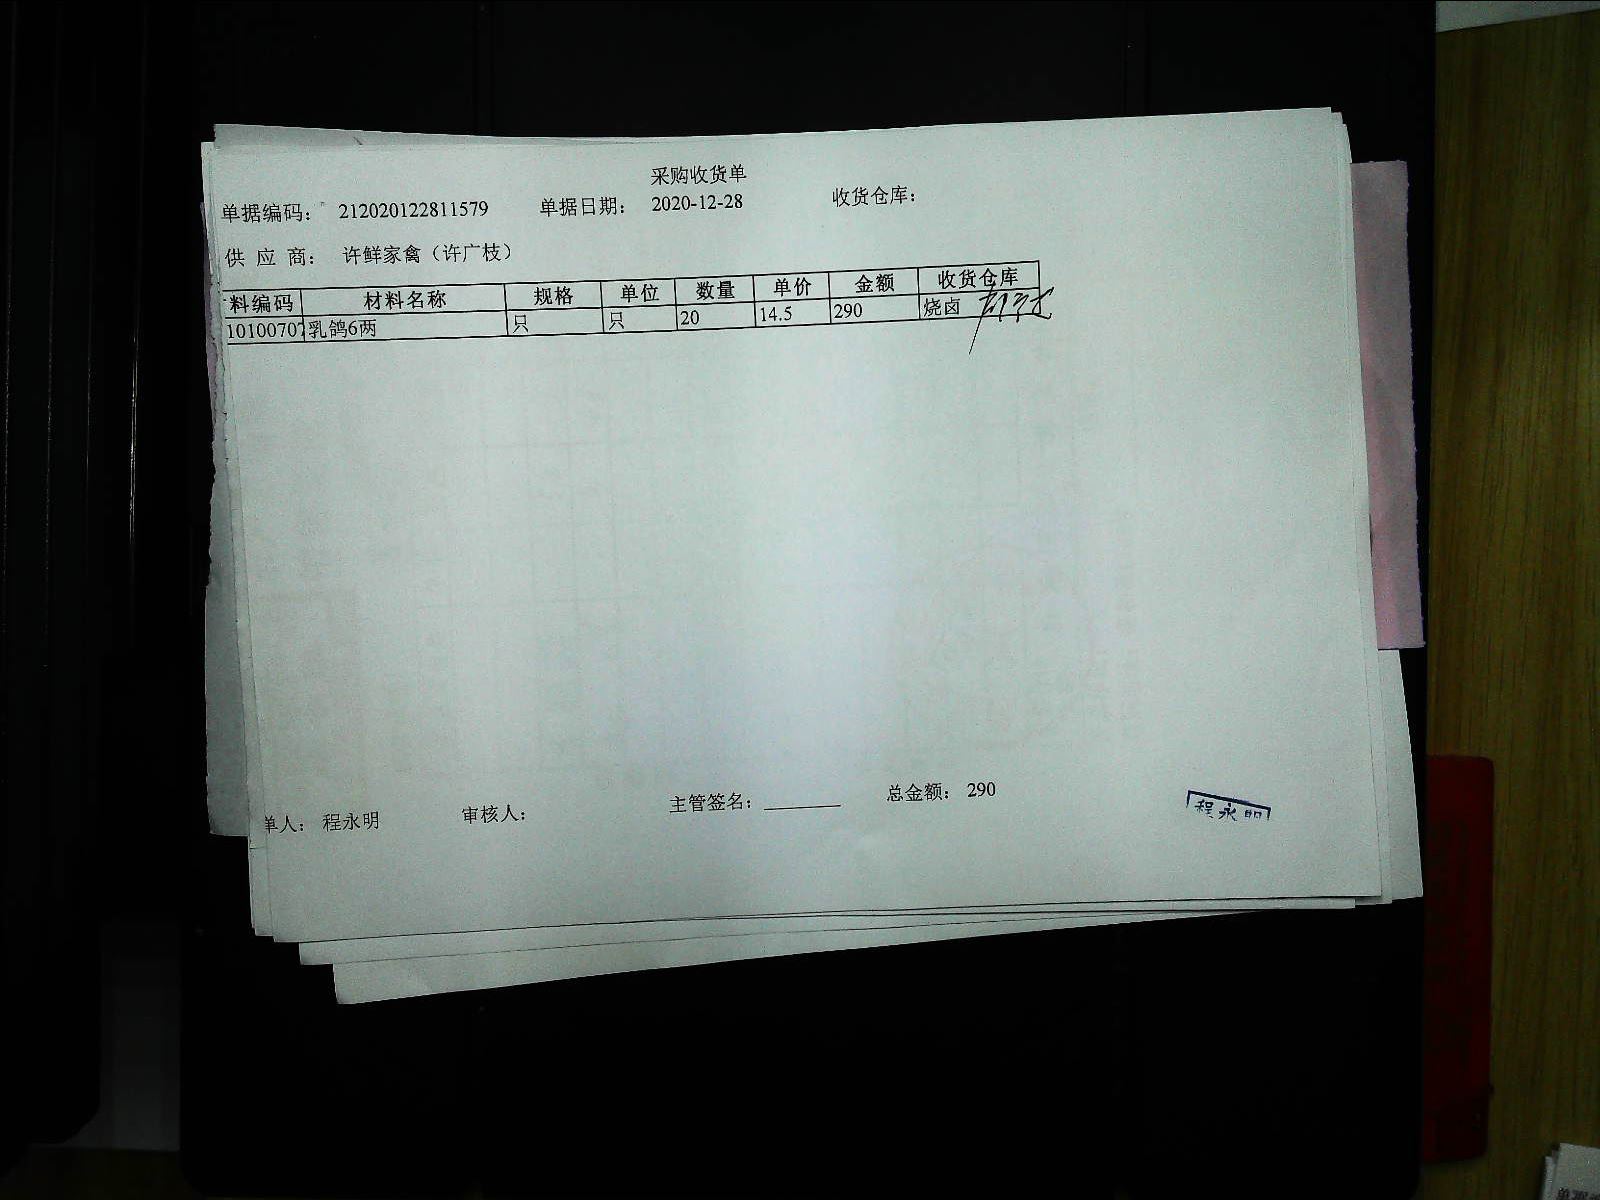 采购收货单
单据编码： 212020122811579 单据日期： 2020-12-28 收货仓库：
供 应 商： 许鲜家禽（许广枝）
料编码 材料名称 规格 单位 数量 单价 金额 收货仓库
10100707 乳鸽6两 只 只 20 14.5 290 烧卤
单人： 程永明 审核人： 主管签名： 总金额： 290
程永明